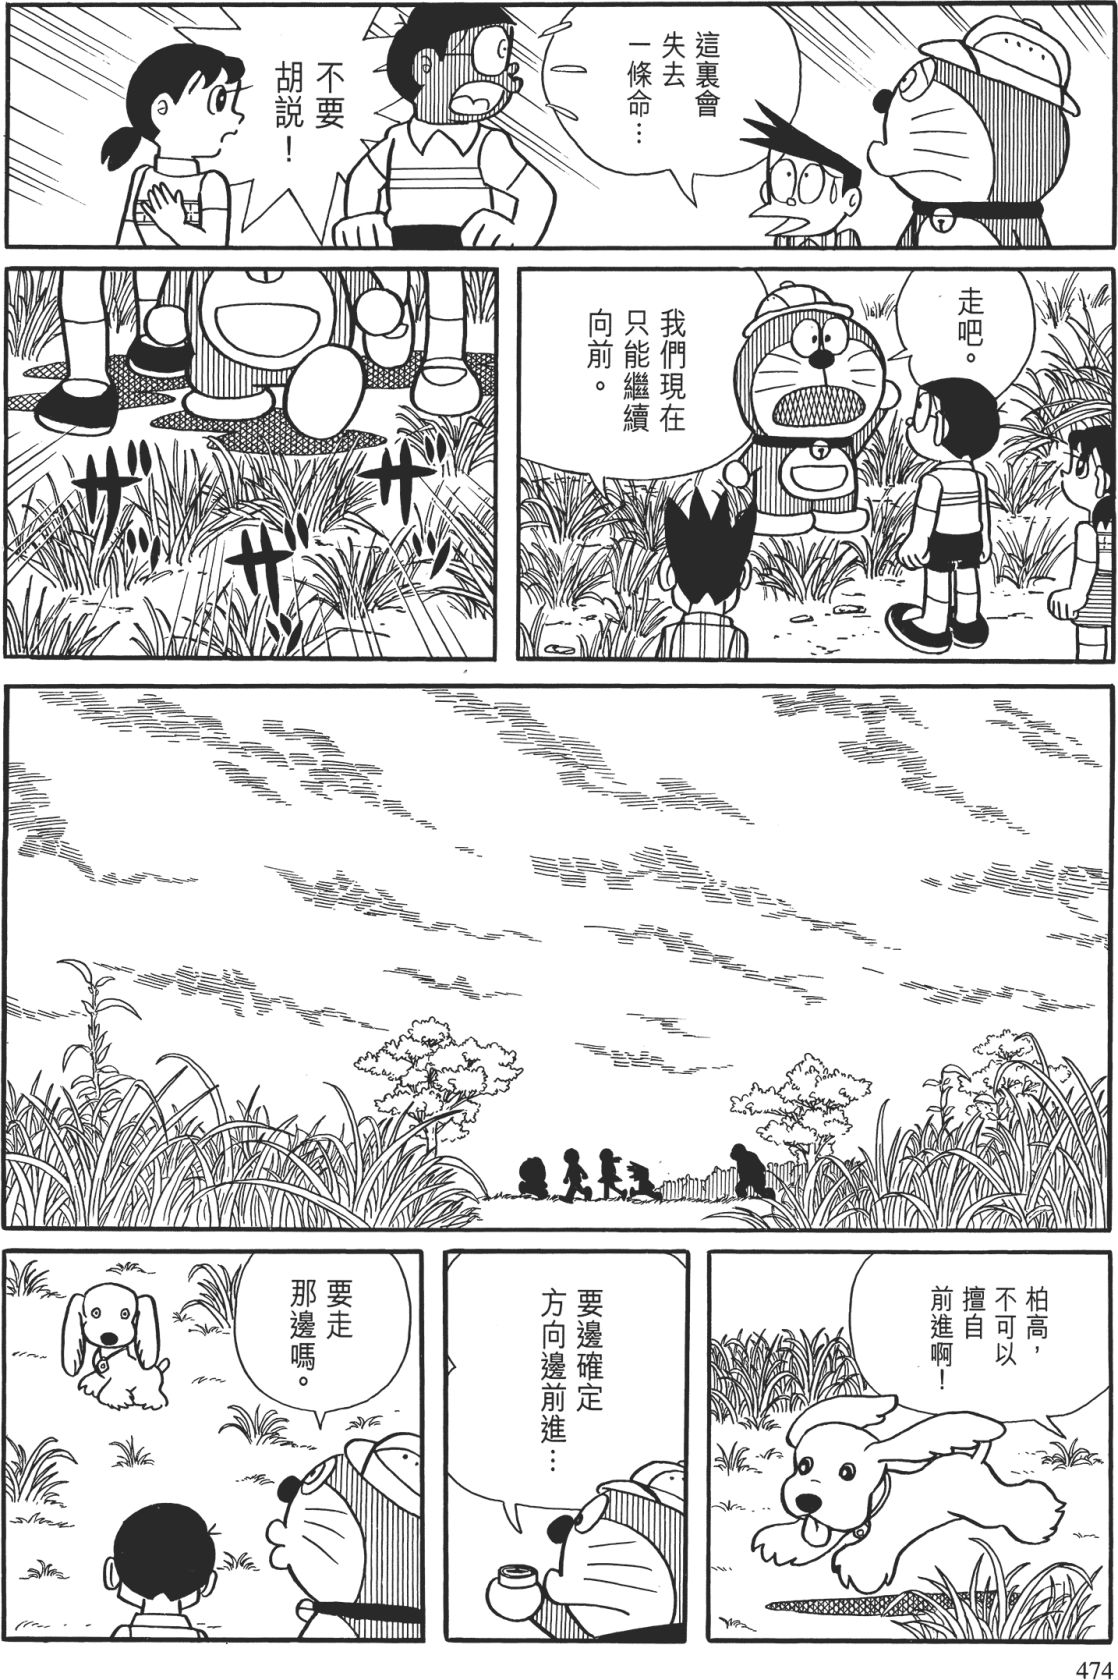 這裏會
失去
一條命…
不要
胡説！
走吧。
我們現在
只能繼續
向前。
ザ"
ザ"
ザ"
ザ"
柏高，
不可以
擅自
前進啊！
要邊確定
方向邊前進…
要走
那邊嗎。
474